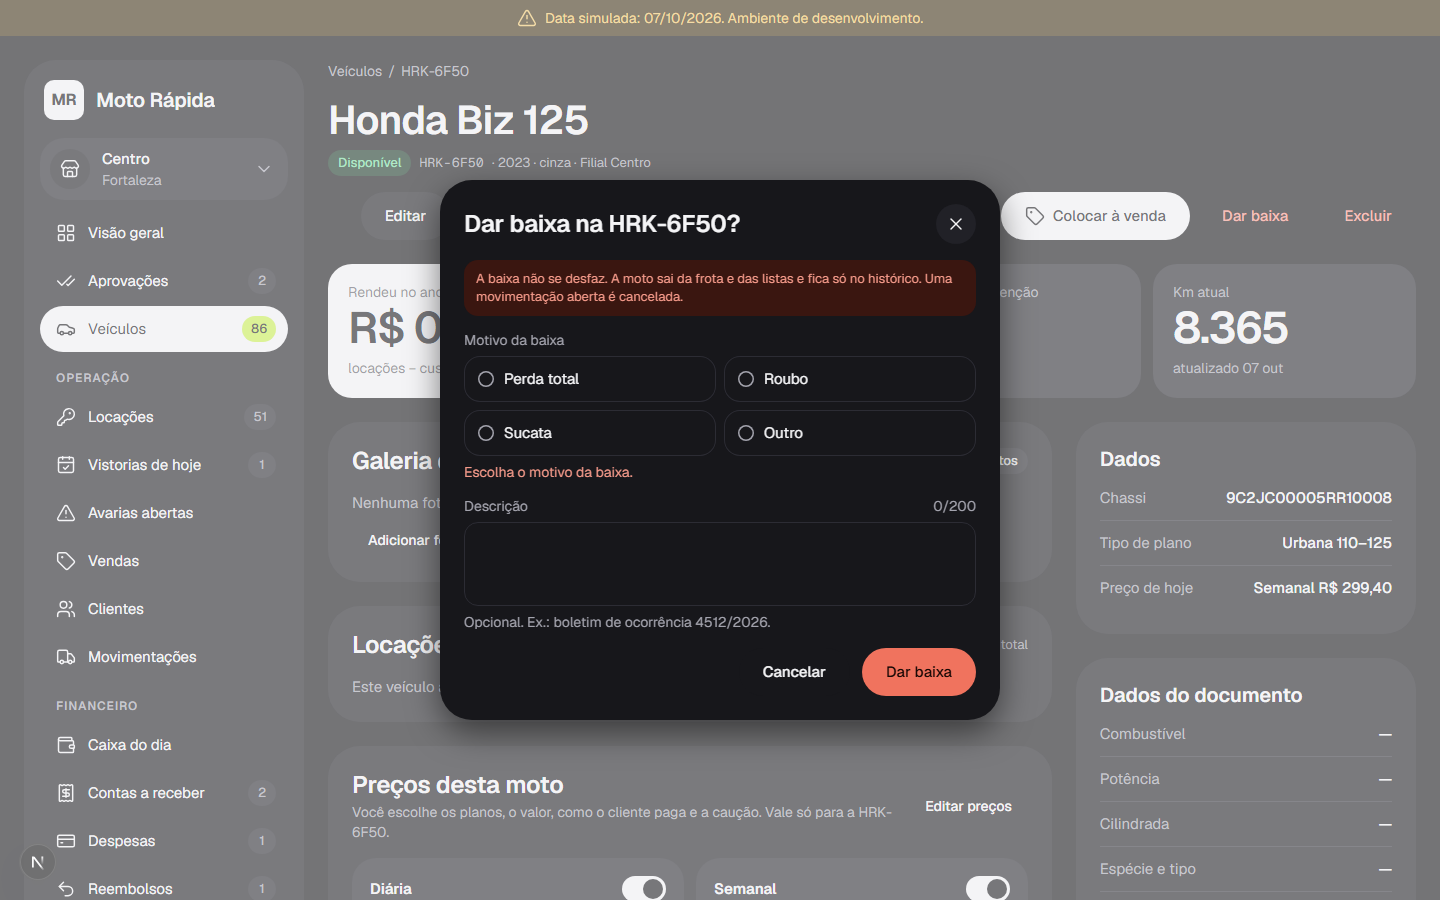 Data simulada: 07/10/2026. Ambiente de desenvolvimento.
MR
Moto Rápida
Centro
Fortaleza
Visão geral
Aprovações
2
Veículos
86
OPERAÇÃO
Locações
51
Vistorias de hoje
1
Avarias abertas
Vendas
Clientes
Movimentações
FINANCEIRO
Caixa do dia
Contas a receber
2
Despesas
1
Reembolsos
1
N
Veículos / HRK-6F50
Honda Biz 125
Disponível
HRK-6F50 · 2023 · cinza · Filial Centro
Editar
Colocar à venda
Dar baixa
Excluir
Rendeu no
R$ 0
locações –
Km atual
8.365
atualizado 07 out
Dar baixa na HRK-6F50?
A baixa não se desfaz. A moto sai da frota e das listas e fica só no histórico. Uma
movimentação aberta é cancelada.
Motivo da baixa
Perda total
Roubo
Sucata
Outro
Escolha o motivo da baixa.
Descrição
0/200
Opcional. Ex.: boletim de ocorrência 4512/2026.
Cancelar
Dar baixa
Galeria
Nenhuma
Adicionar
Este veículo
total
Preços desta moto
Você escolhe os planos, o valor, como o cliente paga e a caução. Vale só para a HRK-
6F50.
Editar preços
Diária
Semanal
Dados
Chassi
9C2JC00005RR10008
Tipo de plano
Urbana 110–125
Preço de hoje
Semanal R$ 299,40
Dados do documento
Combustível
—
Potência
—
Cilindrada
—
Espécie e tipo
—